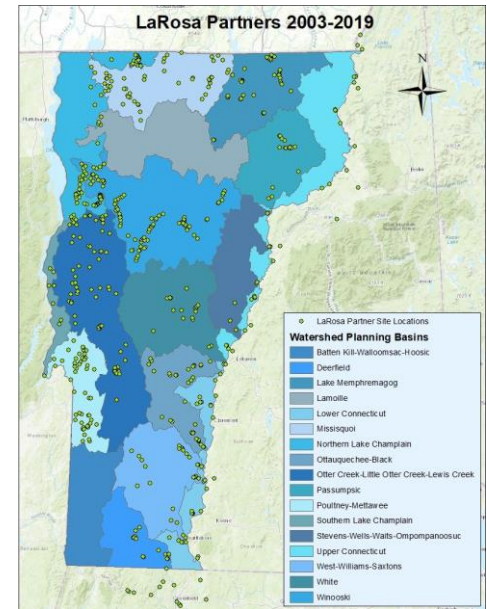 LaRosa Partners 2003-2019
LaRosa Partner Site Locations
Watershed Planning Basins
Batten Kill-Walloomsac-Hoosic
Deerfield
Lake Memphremagog
Lamoille
Lower Connecticut
Missisquoi
Northern Lake Champlain
Ottauquechee-Black
Otter Creek-Little Otter Creek-Lewis Creek
Passumpsic
Poultney-Mettawee
Southern Lake Champlain
Stevens-Wells-Waits-Ompompanoosuc
Upper Connecticut
West-Williams-Saxtons
White
Winooski